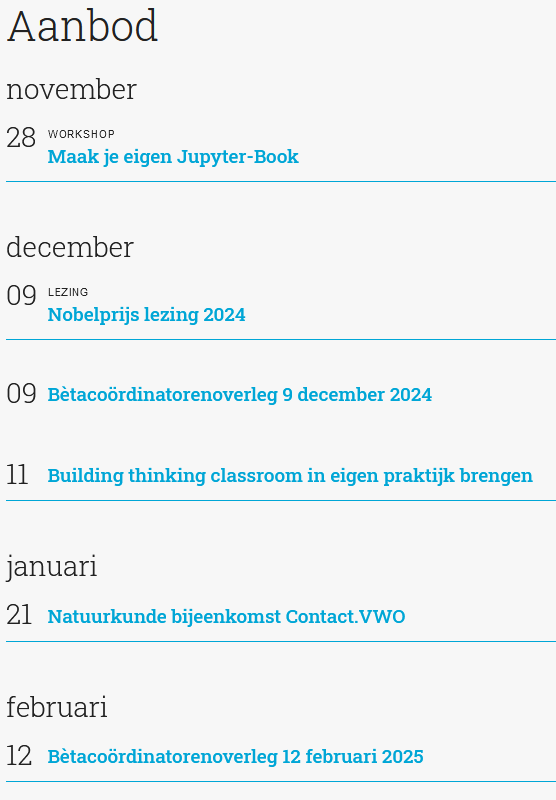 Aanbod
november
28 WORKSHOP
Maak je eigen Jupyter-Book
december
09 LEZING
Nobelprijs lezing 2024
09 Bètacoördinatorenoverleg 9 december 2024
11 Building thinking classroom in eigen praktijk brengen
januari
21 Natuurkunde bijeenkomst Contact.VWO
februari
12 Bètacoördinatorenoverleg 12 februari 2025